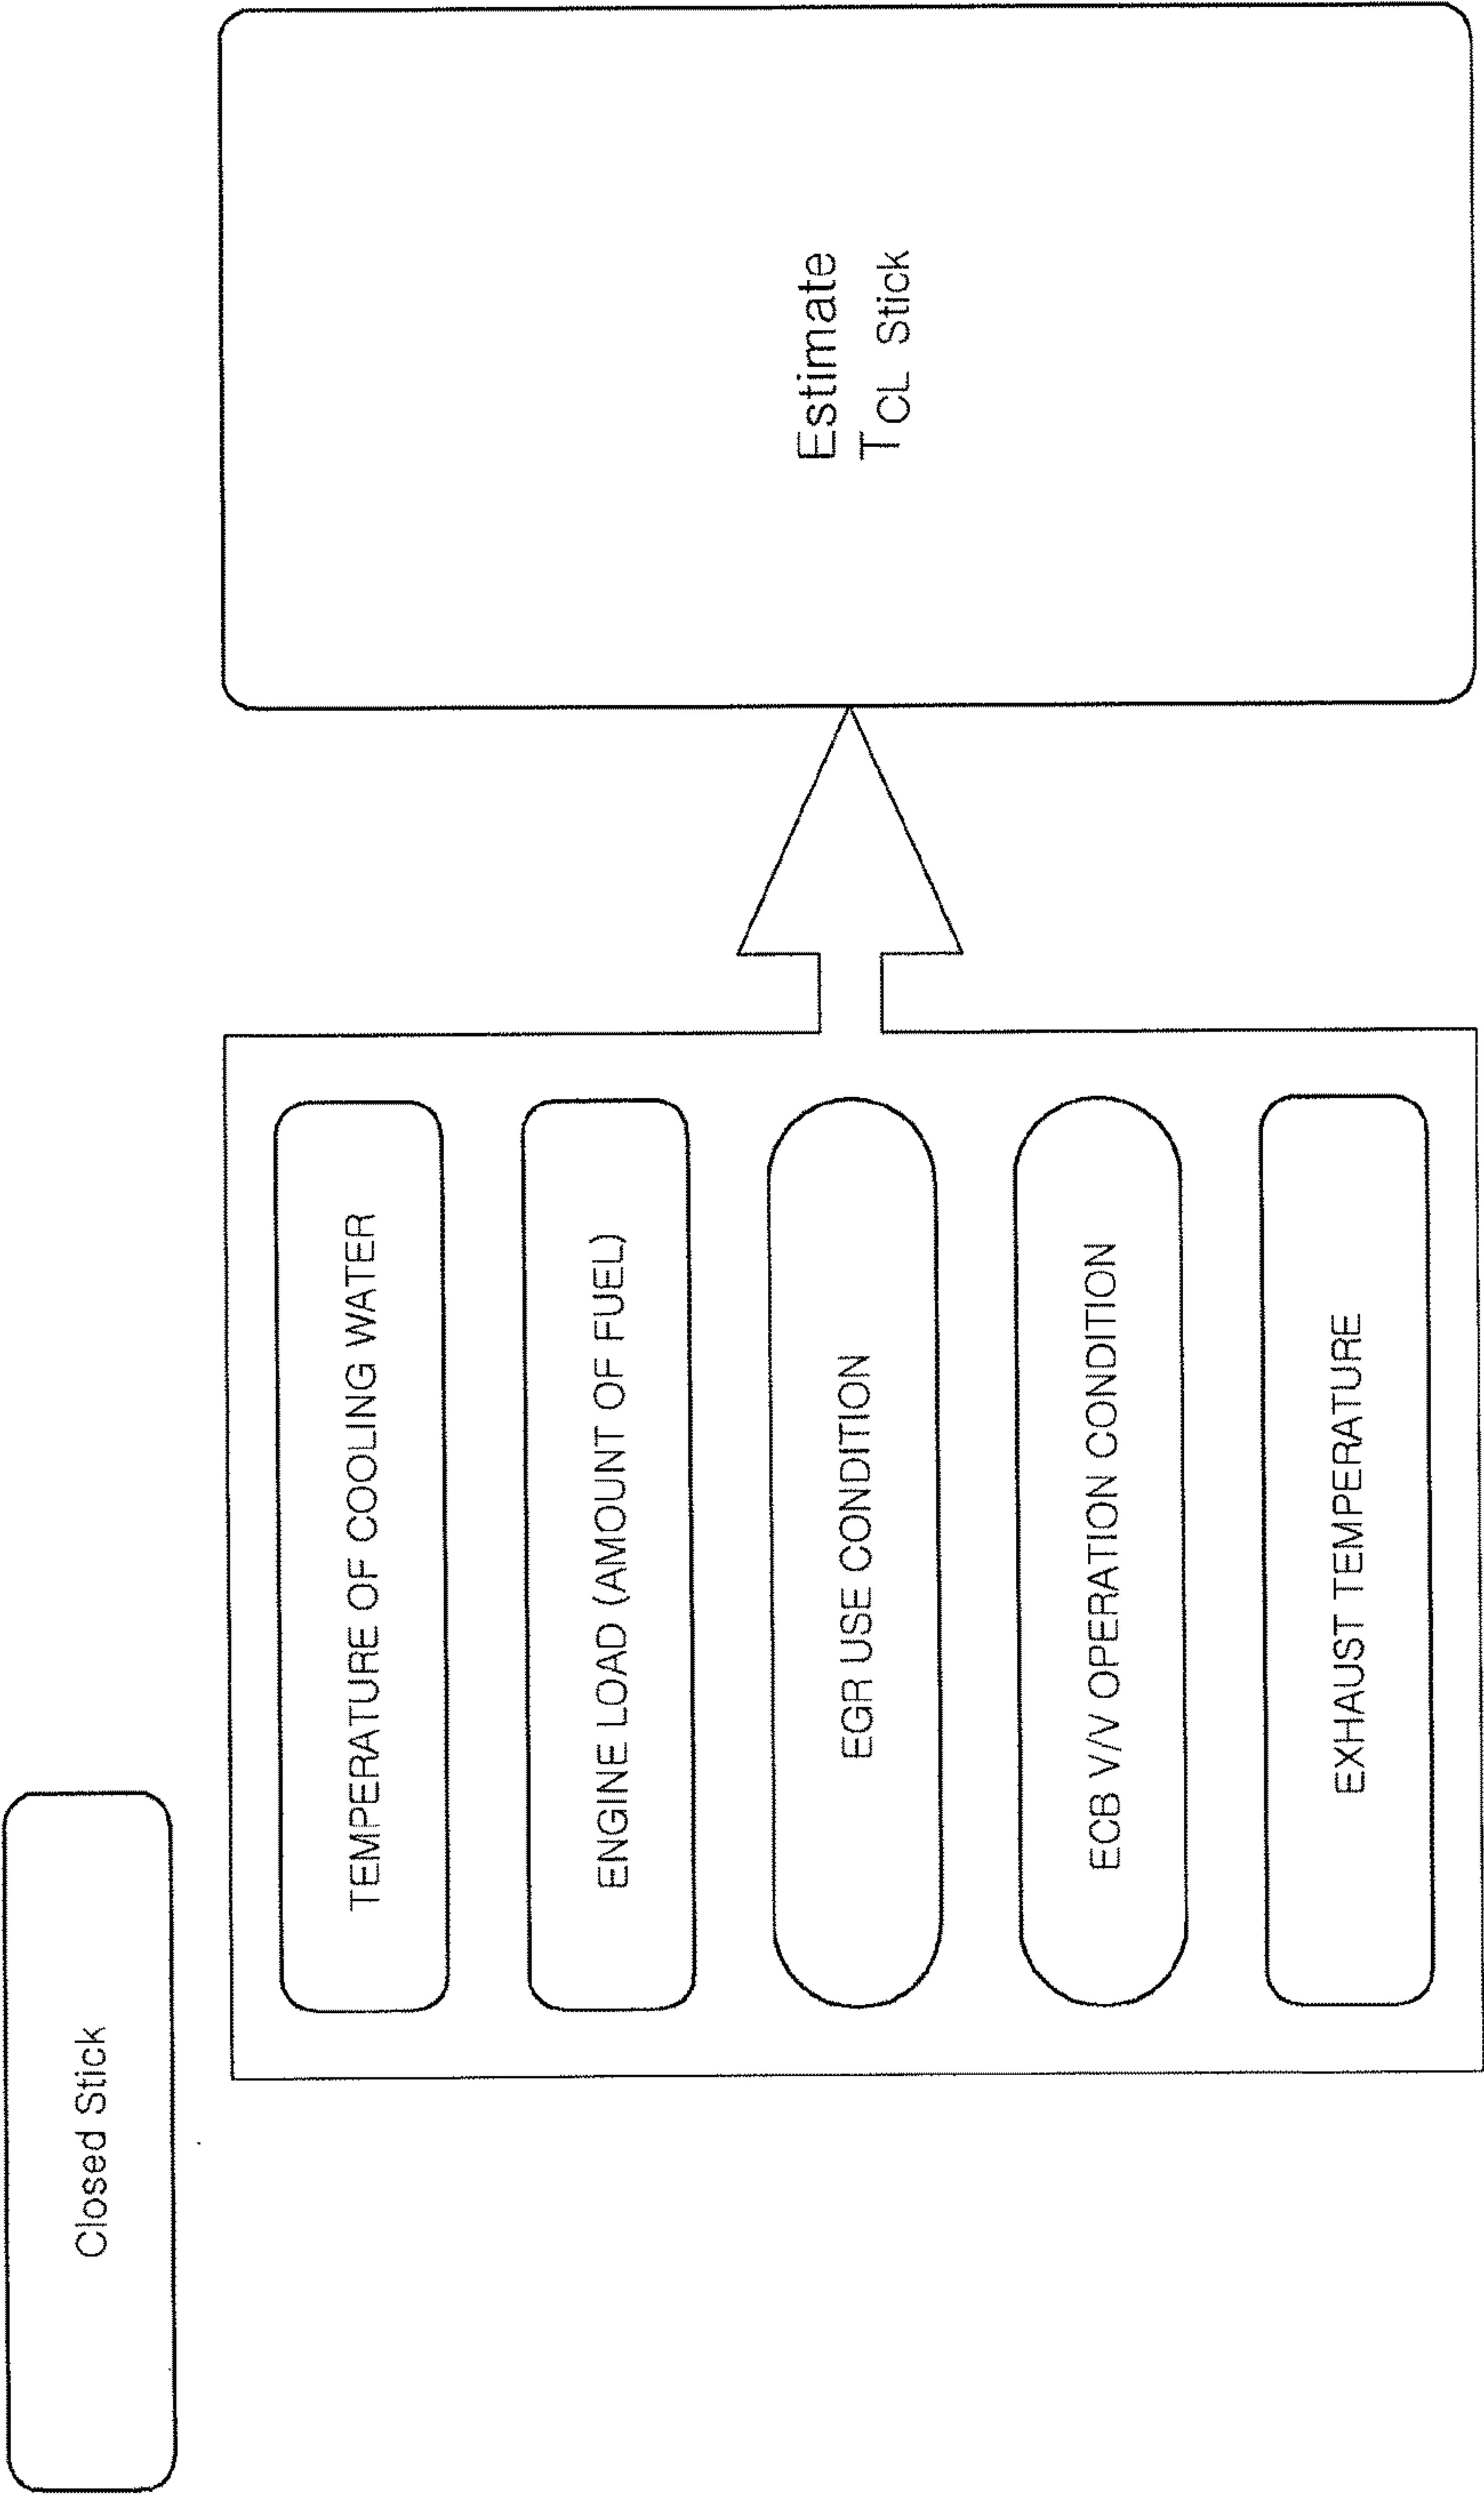 Closed Stick
TEMPERATURE OF COOLING WATER
ENGINE LOAD (AMOUNT OF FUEL)
EGR USE CONDITION
ECB V/V OPERATION CONDITION
EXHAUST TEMPERATURE
Estimate
TCL Stick